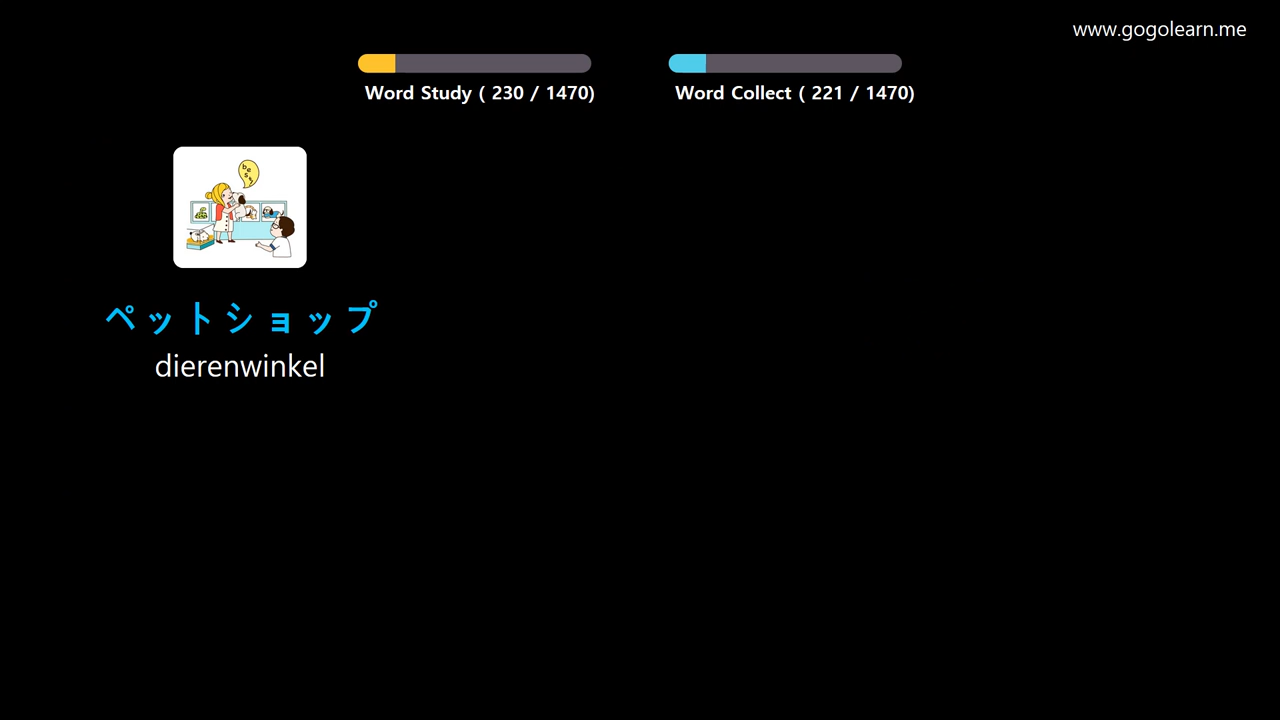 www.gogolearn.me
Word Study ( 230 / 1470)
Word Collect ( 221 / 1470)
ペットショップ
dierenwinkel